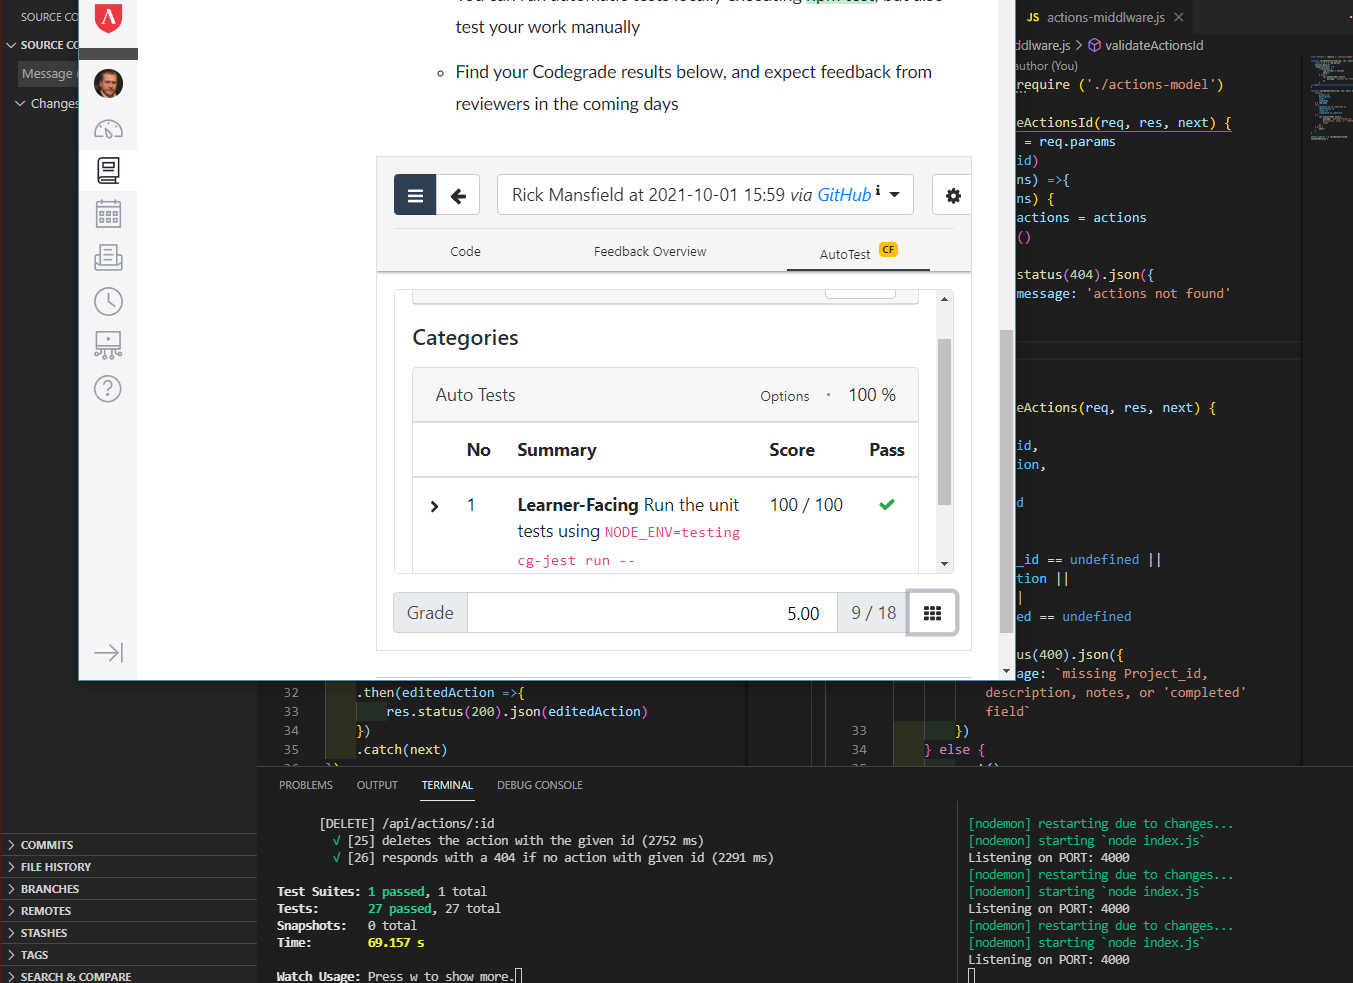 SOURCE CO
SOURCE CO
Message
Changes
You can run automatic tests locally executing npm test, but also
test your work manually
Find your Codegrade results below, and expect feedback from
reviewers in the coming days
Rick Mansfield at 2021-10-01 15:59 via GitHub i
Code
Feedback Overview
AutoTest CF
Categories
Auto Tests Options • 100 %
No Summary Score Pass
1 Learner-Facing Run the unit 100 / 100
tests using NODE_ENV=testing
cg-jest run --
Grade 5.00 9 / 18
JS actions-middlware.js
ddlware.js > validateActionsId
author (You)
require ('./actions-model')
eActionsId(req, res, next) {
= req.params
id)
ns) =>{
ns) {
actions = actions
()
status(404).json({
message: 'actions not found'
eActions(req, res, next) {
id,
ion,
d
_id == undefined ||
tion ||
|
ed == undefined
us(400).json({
age: `missing Project_id,
description, notes, or 'completed'
field`
33 })
34 } else {
32 .then(editedAction =>{
33 res.status(200).json(editedAction)
34 })
35 .catch(next)
PROBLEMS OUTPUT TERMINAL DEBUG CONSOLE
[DELETE] /api/actions/:id
√ [25] deletes the action with the given id (2752 ms)
√ [26] responds with a 404 if no action with given id (2291 ms)
Test Suites: 1 passed, 1 total
Tests: 27 passed, 27 total
Snapshots: 0 total
Time: 69.157 s
Watch Usage: Press w to show more.
[nodemon] restarting due to changes...
[nodemon] starting `node index.js`
Listening on PORT: 4000
[nodemon] restarting due to changes...
[nodemon] starting `node index.js`
Listening on PORT: 4000
[nodemon] restarting due to changes...
[nodemon] starting `node index.js`
Listening on PORT: 4000
COMMITS
FILE HISTORY
BRANCHES
REMOTES
STASHES
TAGS
SEARCH & COMPARE